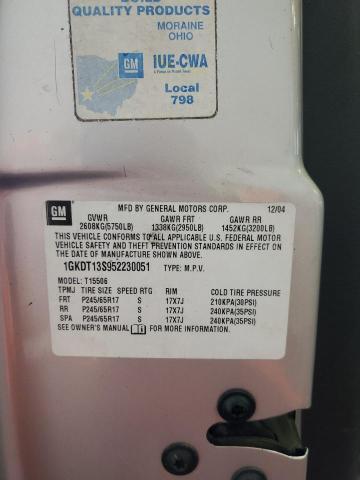 BUILD
QUALITY PRODUCTS
MORAINE
OHIO
GM IUE-CWA
Local
798
GM
MFD BY GENERAL MOTORS CORP. 12/04
GVWR GAWR FRT GAWR RR
2608KG(5750LB) 1338KG(2950LB) 1452KG(3200LB)
THIS VEHICLE CONFORMS TO ALL APPLICABLE U.S. FEDERAL MOTOR
VEHICLE SAFETY AND THEFT PREVENTION STANDARDS IN EFFECT ON
THE DATE OF MANUFACTURE SHOWN ABOVE.
1GKDT13S952230051 TYPE: M.P.V.
MODEL: T15506
TPMJ TIRE SIZE SPEED RTG RIM COLD TIRE PRESSURE
FRT P245/65R17 S 17X7J 210KPA(30PSI)
RR P245/65R17 S 17X7J 240KPA(35PSI)
SPA P245/65R17 S 17X7J 240KPA(35PSI)
SEE OWNER'S MANUAL FOR MORE INFORMATION